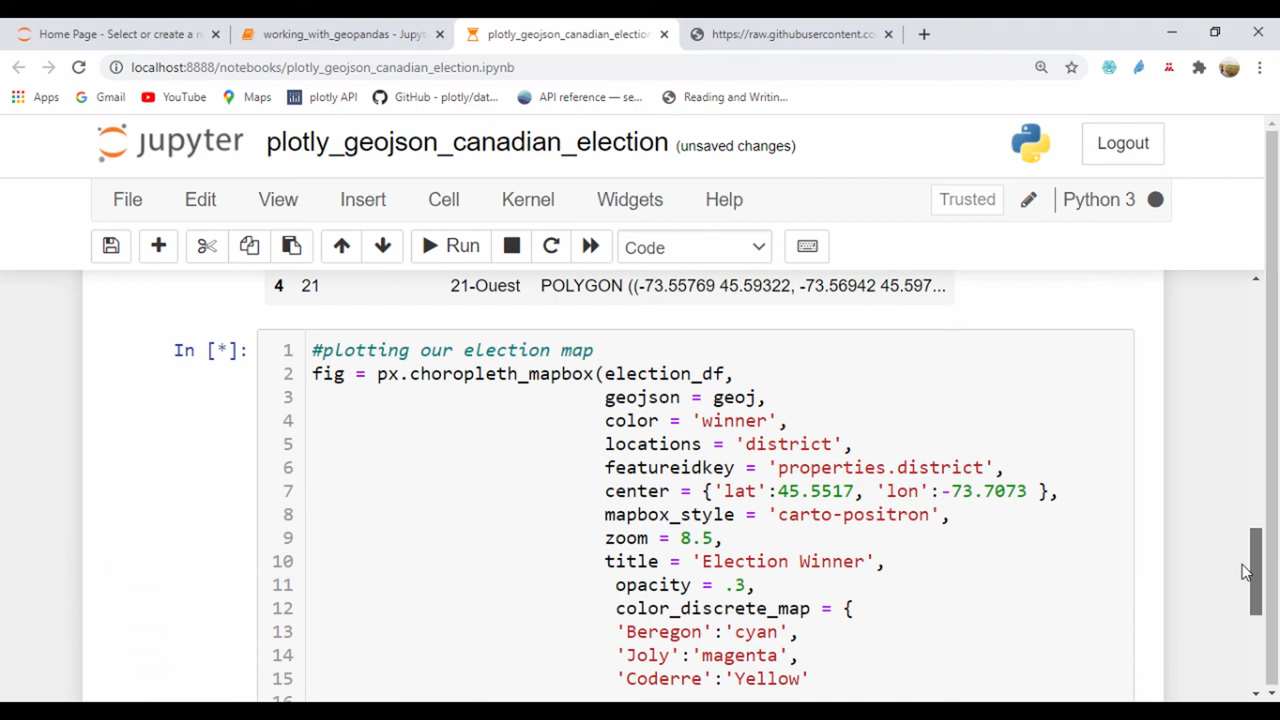 Home Page - Select or create a n
working_with_geopandas - Jupyt
plotly_geojson_canadian_election
https://raw.githubusercontent.co
localhost:8888/notebooks/plotly_geojson_canadian_election.ipynb
Apps
Gmail
YouTube
Maps
plotly API
GitHub - plotly/dat...
API reference — se...
Reading and Writin...
jupyter
plotly_geojson_canadian_election (unsaved changes)
Logout
File
Edit
View
Insert
Cell
Kernel
Widgets
Help
Trusted
Python 3
Run
Code
4 21 21-Ouest POLYGON ((-73.55769 45.59322, -73.56942 45.597...
In [*]:
1 #plotting our election map
2 fig = px.choropleth_mapbox(election_df,
3 geojson = geoj,
4 color = 'winner',
5 locations = 'district',
6 featureidkey = 'properties.district',
7 center = {'lat':45.5517, 'lon':-73.7073 },
8 mapbox_style = 'carto-positron',
9 zoom = 8.5,
10 title = 'Election Winner',
11 opacity = .3,
12 color_discrete_map = {
13 'Beregon':'cyan',
14 'Joly':'magenta',
15 'Coderre':'Yellow'